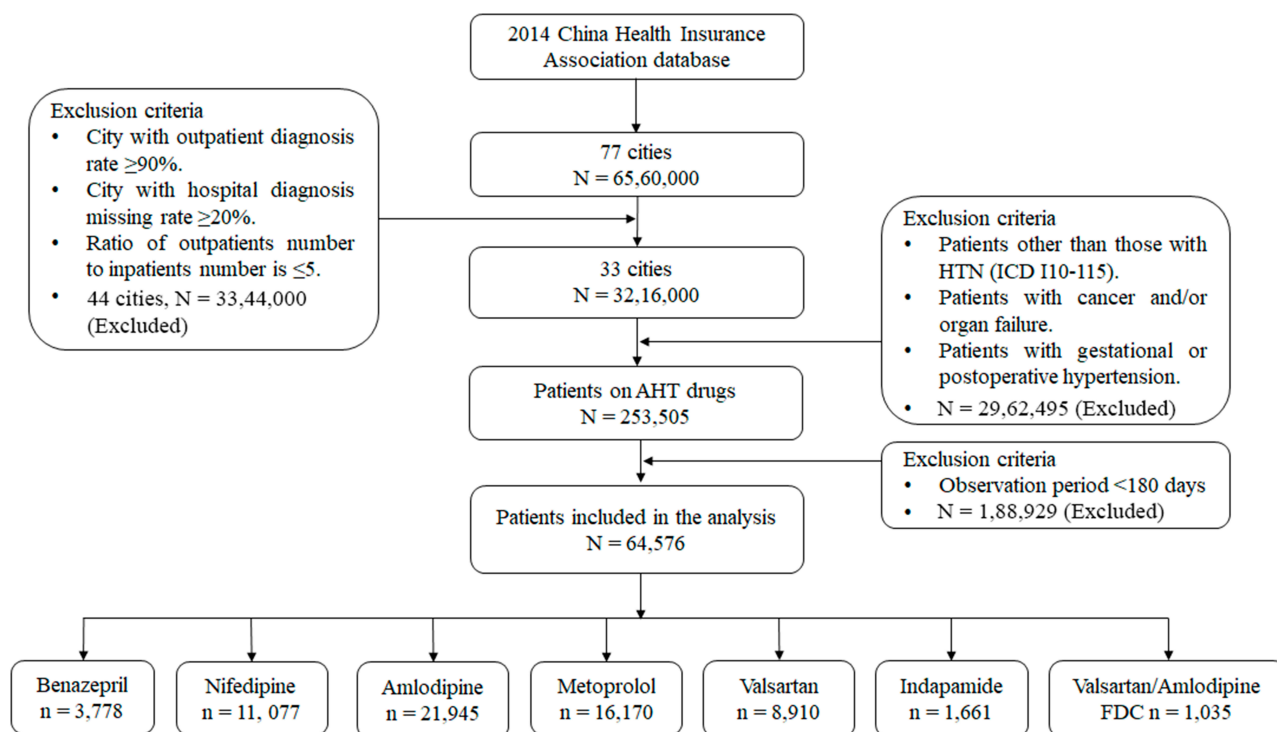 2014 China Health Insurance
Association database
Exclusion criteria
• City with outpatient diagnosis
rate ≥90%.
• City with hospital diagnosis
missing rate ≥20%.
• Ratio of outpatients number
to inpatients number is ≤5.
• 44 cities, N = 33,44,000
(Excluded)
77 cities
N = 65,60,000
33 cities
N = 32,16,000
Exclusion criteria
• Patients other than those with
HTN (ICD I10-115).
• Patients with cancer and/or
organ failure.
• Patients with gestational or
postoperative hypertension.
• N = 29,62,495 (Excluded)
Patients on AHT drugs
N = 253,505
Exclusion criteria
• Observation period <180 days
• N = 1,88,929 (Excluded)
Patients included in the analysis
N = 64,576
Benazepril
n = 3,778
Nifedipine
n = 11, 077
Amlodipine
n = 21,945
Metoprolol
n = 16,170
Valsartan
n = 8,910
Indapamide
n = 1,661
Valsartan/Amlodipine
FDC n = 1,035